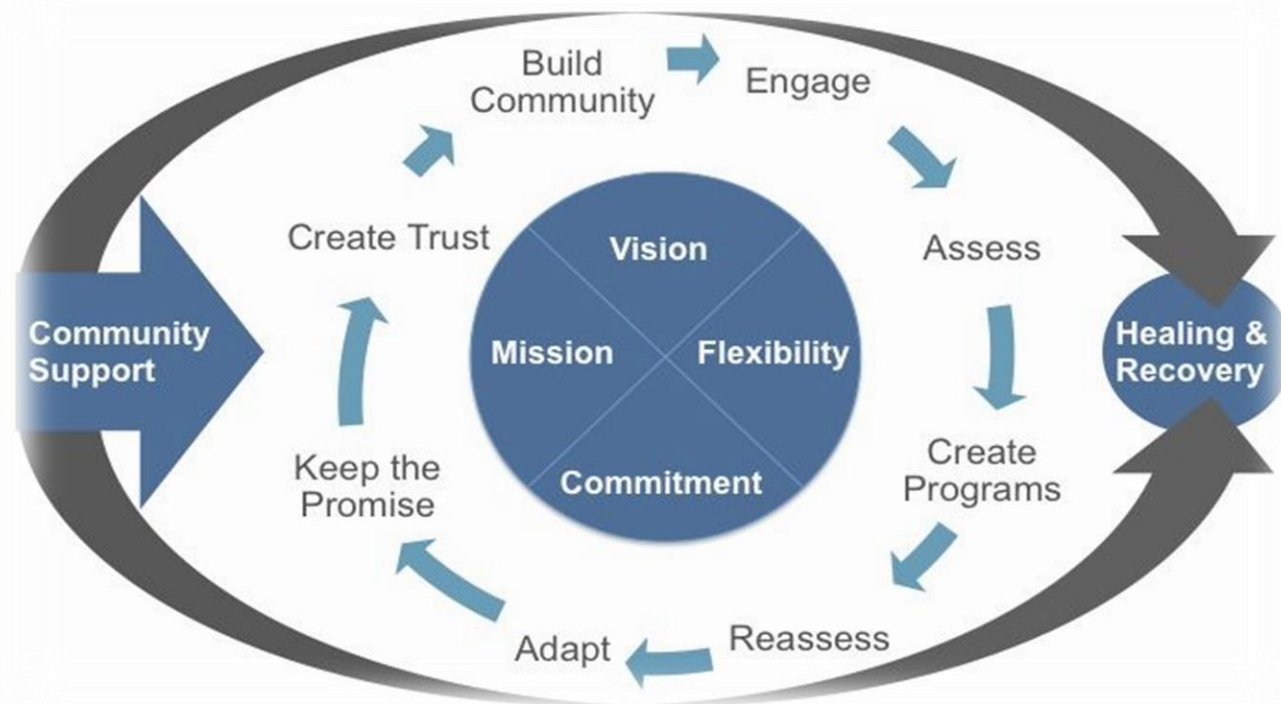 Build
Community
Engage
Create Trust
Assess
Vision
Mission
Flexibility
Commitment
Community
Support
Healing &
Recovery
Keep the
Promise
Create
Programs
Adapt
Reassess